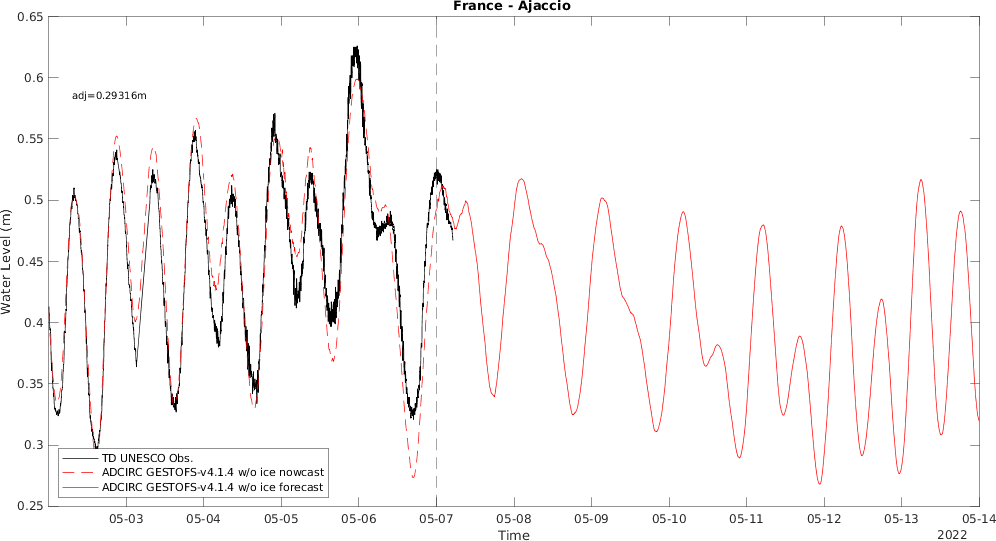 France - Ajaccio
0.65
0.6
0.55
0.5
0.45
0.4
0.35
0.3
0.25
Water Level (m)
adj=0.29316m
TD UNESCO Obs.
ADCIRC GESTOFS-v4.1.4 w/o ice nowcast
ADCIRC GESTOFS-v4.1.4 w/o ice forecast
05-03 05-04 05-05 05-06 05-07 05-08 05-09 05-10 05-11 05-12 05-13 05-14
Time
2022